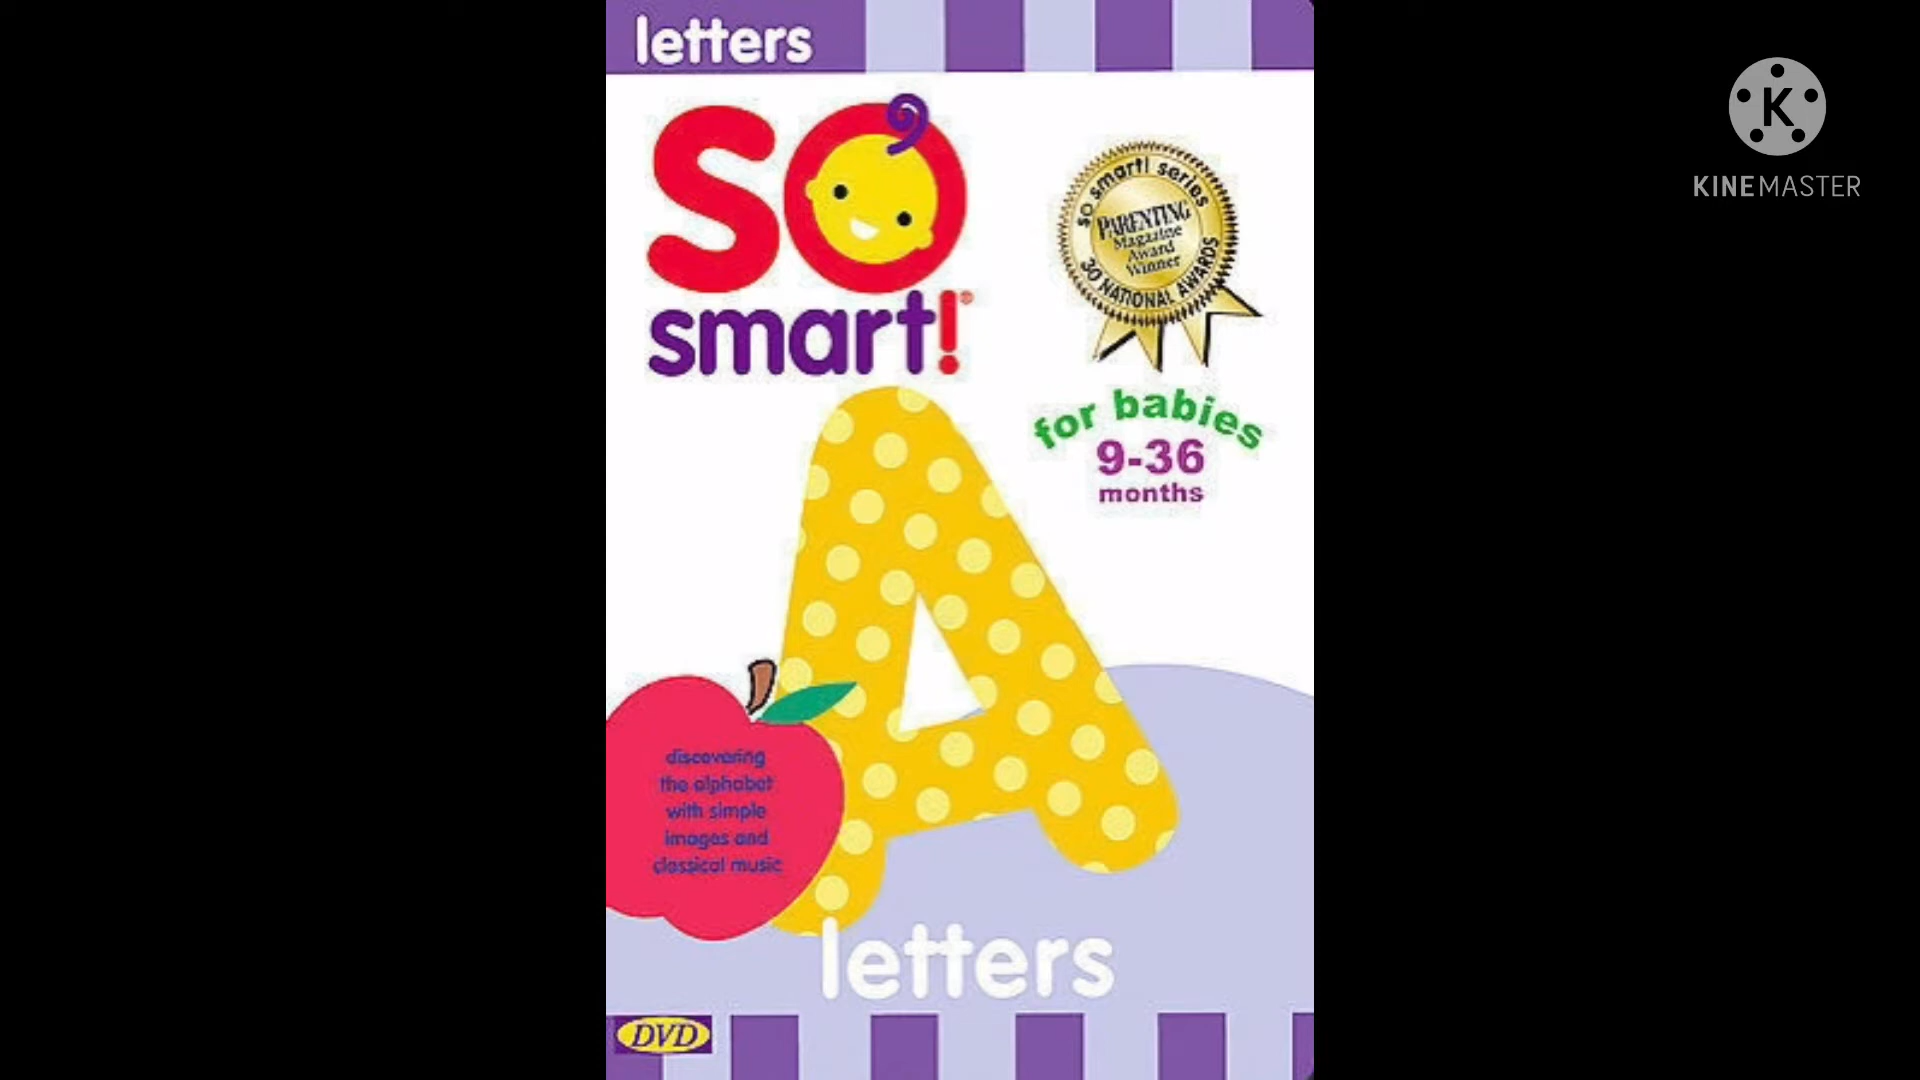 letters
so
smart!®
so smart! series
PARENTING
Magazine
Award
Winner
30 NATIONAL AWARDS
for babies
9-36
months
discovering
the alphabet
with simple
images and
classical music
letters
DVD
K
KINEMASTER